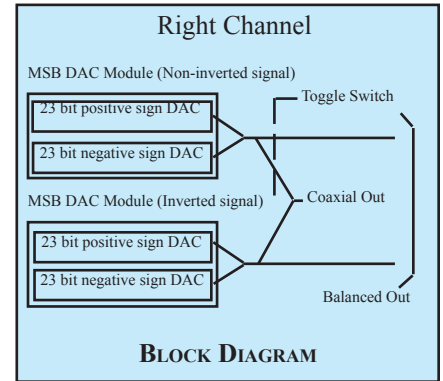 Right Channel
MSB DAC Module (Non-inverted signal)
Toggle Switch
23 bit positive sign DAC
23 bit negative sign DAC
MSB DAC Module (Inverted signal)
Coaxial Out
23 bit positive sign DAC
23 bit negative sign DAC
Balanced Out
BLOCK DIAGRAM